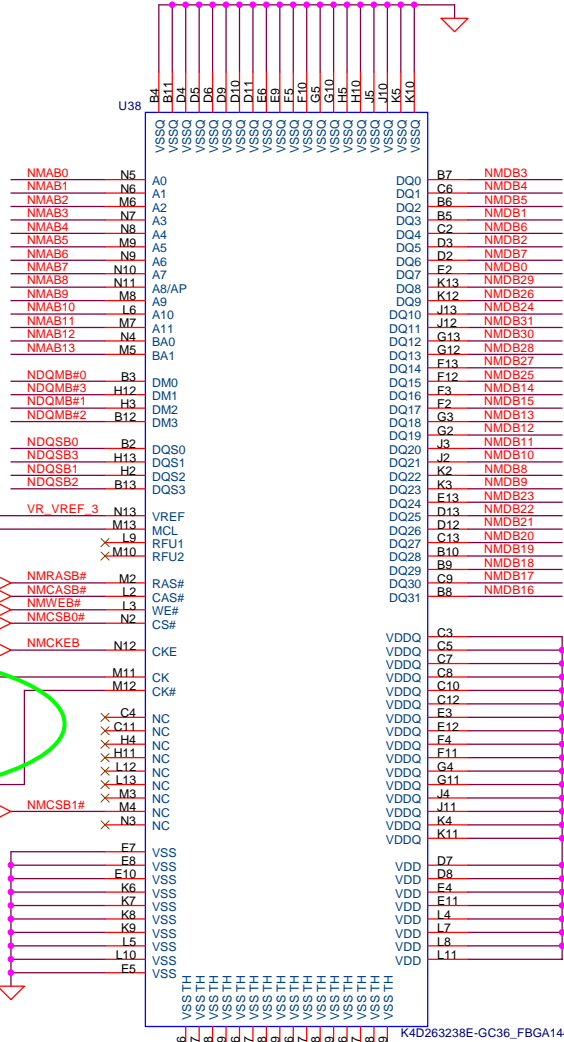 B4 B11 D4 D5 D6 D9 D10 D11 E6 E9 F5 F10 G5 G10 H5 H10 J5 J10 K5 K10
U38
VSSQ VSSQ VSSQ VSSQ VSSQ VSSQ VSSQ VSSQ VSSQ VSSQ VSSQ VSSQ VSSQ VSSQ VSSQ VSSQ VSSQ VSSQ VSSQ VSSQ
NMAB0 N5 A0
NMAB1 N6 A1
NMAB2 M6 A2
NMAB3 N7 A3
NMAB4 N8 A4
NMAB5 M9 A5
NMAB6 N9 A6
NMAB7 N10 A7
NMAB8 N11 A8/AP
NMAB9 M8 A9
NMAB10 L6 A10
NMAB11 M7 A11
NMAB12 N4 BA0
NMAB13 M5 BA1
NDQMB#0 B3 DM0
NDQMB#3 H12 DM1
NDQMB#1 H3 DM2
NDQMB#2 B12 DM3
NDQSB0 B2 DQS0
NDQSB3 H13 DQS1
NDQSB1 H2 DQS2
NDQSB2 B13 DQS3
VR_VREF_3 N13 VREF
M13 MCL
L9 RFU1
M10 RFU2
NMRASB# M2 RAS#
NMCASB# L2 CAS#
NMWEB# L3 WE#
NMCSB0# N2 CS#
NMCKEB N12 CKE
M11 CK
M12 CK#
C4 NC
C11 NC
H4 NC
H11 NC
L12 NC
L13 NC
M3 NC
NMCSB1# M4 NC
N3 NC
E7 VSS
E8 VSS
E10 VSS
K6 VSS
K7 VSS
K8 VSS
K9 VSS
L5 VSS
L10 VSS
E5 VSS
DQ0 B7 NMDB3
DQ1 C6 NMDB4
DQ2 B6 NMDB5
DQ3 B5 NMDB1
DQ4 C2 NMDB6
DQ5 D3 NMDB2
DQ6 D2 NMDB7
DQ7 E2 NMDB0
DQ8 K13 NMDB29
DQ9 K12 NMDB26
DQ10 J13 NMDB24
DQ11 J12 NMDB31
DQ12 G13 NMDB30
DQ13 G12 NMDB28
DQ14 F13 NMDB27
DQ15 F12 NMDB25
DQ16 F3 NMDB14
DQ17 F2 NMDB15
DQ18 G3 NMDB13
DQ19 G2 NMDB12
DQ20 J3 NMDB11
DQ21 J2 NMDB10
DQ22 K2 NMDB8
DQ23 K3 NMDB9
DQ24 E13 NMDB23
DQ25 D13 NMDB22
DQ26 D12 NMDB21
DQ27 C13 NMDB20
DQ28 B10 NMDB19
DQ29 B9 NMDB18
DQ30 C9 NMDB17
DQ31 B8 NMDB16
VDDQ C3
VDDQ C5
VDDQ C7
VDDQ C8
VDDQ C10
VDDQ C12
VDDQ E3
VDDQ E12
VDDQ F4
VDDQ F11
VDDQ G4
VDDQ G11
VDDQ J4
VDDQ J11
VDDQ K4
VDDQ K11
VDD D7
VDD D8
VDD E4
VDD E11
VDD L4
VDD L7
VDD L8
VDD L11
VSS TH VSS TH VSS TH VSS TH VSS TH VSS TH VSS TH VSS TH VSS TH VSS TH VSS TH VSS TH VSS TH VSS TH VSS TH VSS TH
6 7 8 9 6 7 8 9 6 7 8 9 6 7 8 9
K4D263238E-GC36_FBGA14